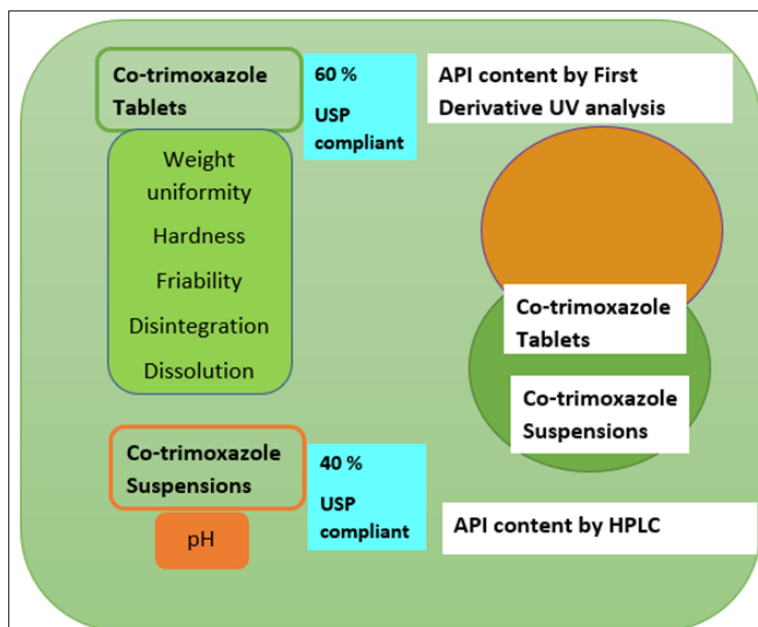 Co-trimoxazole
Tablets
60 %
USP
compliant
API content by First
Derivative UV analysis
Weight
uniformity
Hardness
Friability
Disintegration
Dissolution
Co-trimoxazole
Tablets
Co-trimoxazole
Suspensions
Co-trimoxazole
Suspensions
40 %
USP
compliant
API content by HPLC
pH